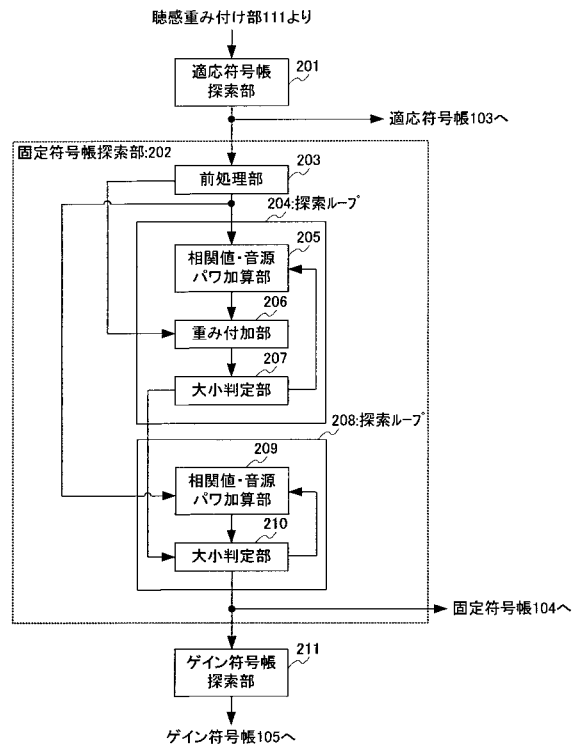 聴感重み付け部111より
201
適応符号帳
探索部
適応符号帳103へ
固定符号帳探索部:202
203
前処理部
204:探索ループ
205
相関値・音源
パワ加算部
206
重み付加部
207
大小判定部
208:探索ループ
209
相関値・音源
パワ加算部
210
大小判定部
固定符号帳104へ
211
ゲイン符号帳
探索部
ゲイン符号帳105へ